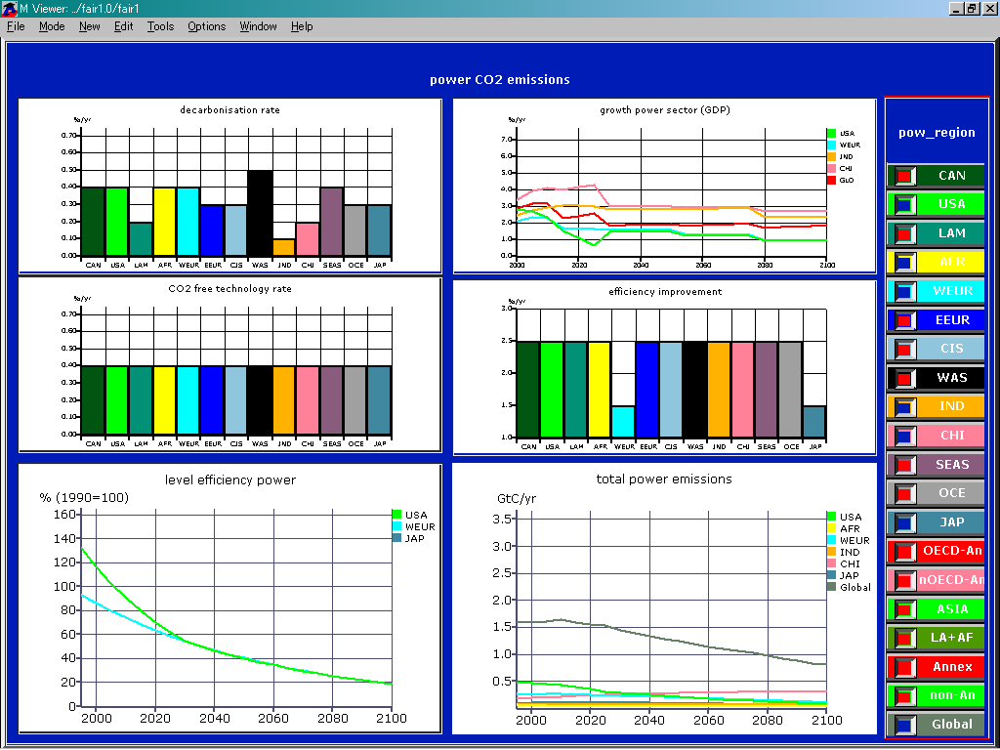 M Viewer: ../fair1.0/fair1
File Mode New Edit Tools Options Window Help
power CO2 emissions
decarbonisation rate
%/yr
0.70
0.60
0.50
0.40
0.30
0.20
0.10
0.00
CAN USA LAM AFR WEUR EEUR CIS WAS IND CHI SEAS OCE JAP
growth power sector (GDP)
%/yr
7.0
6.0
5.0
4.0
3.0
2.0
1.0
0.0
2000 2020 2040 2060 2080 2100
USA
WEUR
IND
CHI
GLO
CO2 free technology rate
%/yr
0.70
0.60
0.50
0.40
0.30
0.20
0.10
0.00
CAN USA LAM AFR WEUR EEUR CIS WAS IND CHI SEAS OCE JAP
efficiency improvement
%/yr
3.0
2.5
2.0
1.5
1.0
CAN USA LAM AFR WEUR EEUR CIS WAS IND CHI SEAS OCE JAP
level efficiency power
% (1990=100)
160
140
120
100
80
60
40
20
0
2000 2020 2040 2060 2080 2100
USA
WEUR
JAP
total power emissions
GtC/yr
3.5
3.0
2.5
2.0
1.5
1.0
0.5
2000 2020 2040 2060 2080 2100
USA
AFR
WEUR
IND
CHI
JAP
Global
pow_region
CAN
USA
LAM
AFR
WEUR
EEUR
CIS
WAS
IND
CHI
SEAS
OCE
JAP
OECD-An
nOECD-An
ASIA
LA+AF
Annex
non-An
Global